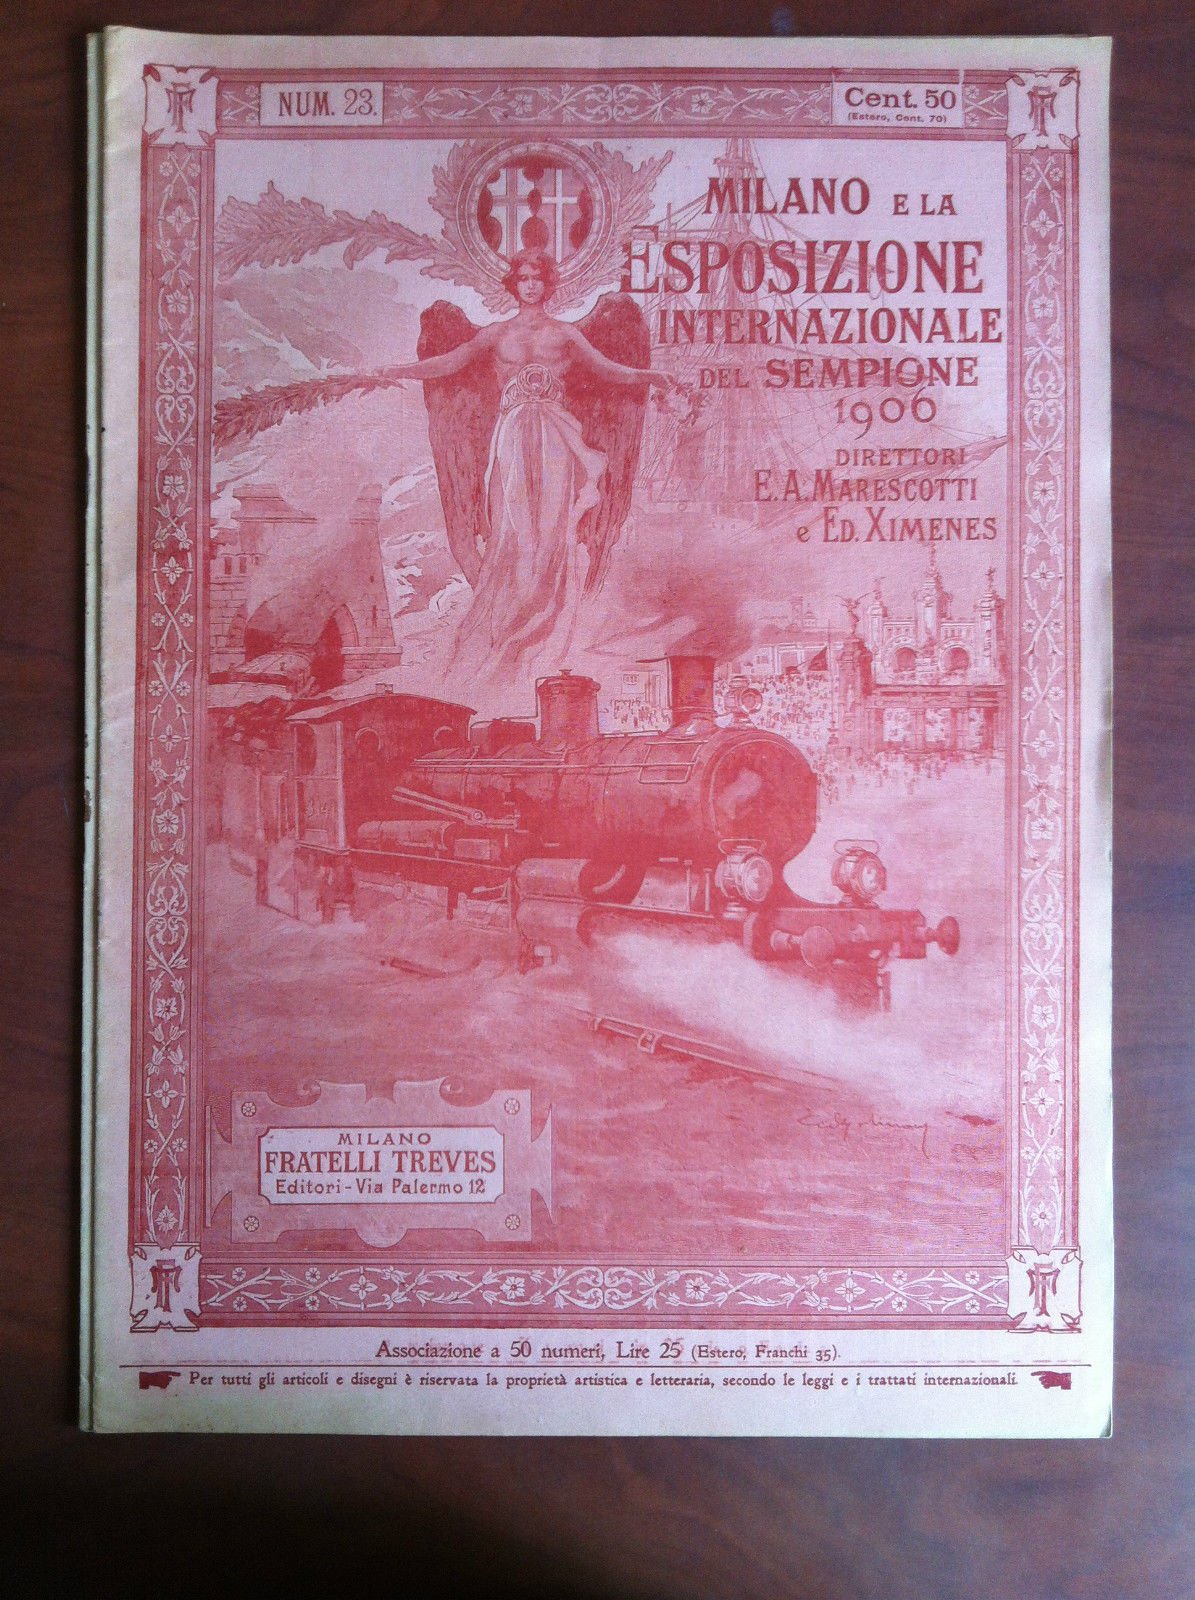 NUM. 23.
Cent. 50
(Estero, Cent. 70)
MILANO E LA
ESPOSIZIONE
INTERNAZIONALE
DEL SEMPIONE
1906
DIRETTORI
E. A. MARESCOTTI
e ED. XIMENES
MILANO
FRATELLI TREVES
Editori - Via Palermo 12
Associazione a 50 numeri, Lire 25 (Estero, Franchi 35).
Per tutti gli articoli e disegni è riservata la proprietà artistica e letteraria, secondo le leggi e i trattati internazionali.